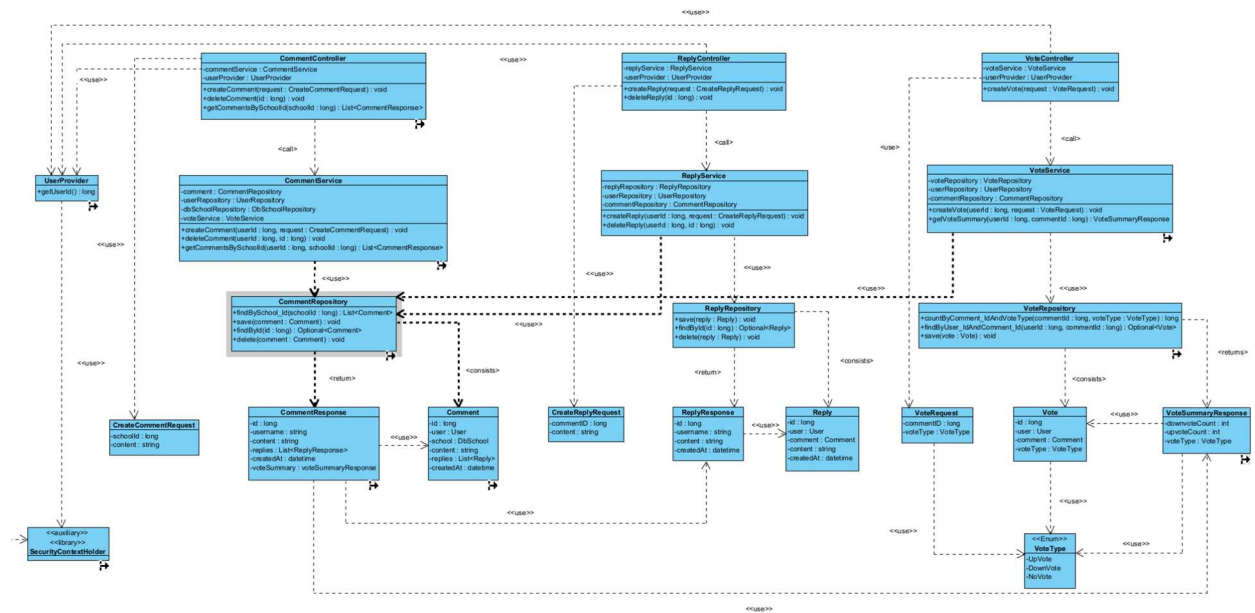 <<use>>
CommentController
-commentService : CommentService
-userProvider : UserProvider
+createComment(request : CreateCommentRequest) : void
+deleteComment(id : long) : void
+getCommentsBySchoolId(schoolId : long) : List<CommentResponse>
ReplyController
-replyService : ReplyService
-userProvider : UserProvider
+createReply(request : CreateReplyRequest) : void
+deleteReply(id : long) : void
VoteController
-voteService : VoteService
-userProvider : UserProvider
+createVote(request : VoteRequest) : void
<<use>>
<<use>>
<call>
<call>
<use>
<call>
UserProvider
+getUserId() : long
CommentService
-comment : CommentRepository
-userRepository : UserRepository
-dbSchoolRepository : DbSchoolRepository
-voteService : VoteService
+createComment(userId : long, request : CreateCommentRequest) : void
+deleteComment(userId : long, id : long) : void
+getCommentsBySchoolId(userId : long, schoolId : long) : List<CommentResponse>
ReplyService
-replyRepository : ReplyRepository
-userRepository : UserRepository
-commentRepository : CommentRepository
+createReply(userId : long, request : CreateReplyRequest) : void
+deleteReply(userId : long, id : long) : void
VoteService
-voteRepository : VoteRepository
-userRepository : UserRepository
-commentRepository : CommentRepository
+createVote(userId : long, request : VoteRequest) : void
+getVoteSummary(userId : long, commentId : long) : VoteSummaryResponse
<<use>>
<<use>>
<<use>>
<<use>>
<<use>>
<<use>>
<<use>>
<<use>>
CommentRepository
+findBySchool_Id(schoolId : long) : List<Comment>
+save(comment : Comment) : void
+findById(id : long) : Optional<Comment>
+delete(comment : Comment) : void
ReplyRepository
+save(reply : Reply) : void
+findById(id : long) : Optional<Reply>
+delete(reply : Reply) : void
VoteRepository
+countByComment_IdAndVoteType(commentId : long, voteType : VoteType) : long
+findByUser_IdAndComment_Id(userId : long, commentId : long) : Optional<Vote>
+save(vote : Vote) : void
<return>
<consists>
<return>
<consists>
<consists>
<returns>
CreateCommentRequest
-schoolId : long
-content : string
CommentResponse
-id : long
-username : string
-content : string
-replies : List<ReplyResponse>
-createdAt : datetime
-voteSummary : voteSummaryResponse
<<use>>
Comment
-id : long
-user : User
-school : DbSchool
-content : string
-replies : List<Reply>
-createdAt : datetime
CreateReplyRequest
-commentID : long
-content : string
ReplyResponse
-id : long
-username : string
-content : string
-createdAt : datetime
<<use>>
Reply
-id : long
-user : User
-comment : Comment
-content : string
-createdAt : datetime
VoteRequest
-commentID : long
-voteType : VoteType
Vote
-id : long
-user : User
-comment : Comment
-voteType : VoteType
<<use>>
VoteSummaryResponse
-downvoteCount : int
-upvoteCount : int
-voteType : VoteType
<<use>>
<<use>>
<<use>>
<<use>>
<<auxiliary>>
<<library>>
SecurityContextHolder
<<Enum>>
VoteType
-UpVote
-DownVote
-NoVote
<<use>>